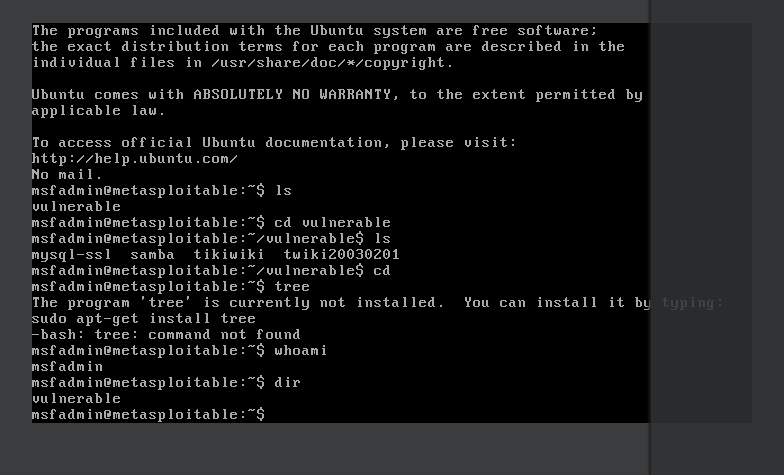 The programs included with the Ubuntu system are free software;
the exact distribution terms for each program are described in the
individual files in /usr/share/doc/*/copyright.
Ubuntu comes with ABSOLUTELY NO WARRANTY, to the extent permitted by
applicable law.
To access official Ubuntu documentation, please visit:
http://help.ubuntu.com/
No mail.
msfadmin@metasploitable:~$ ls
vulnerable
msfadmin@metasploitable:~$ cd vulnerable
msfadmin@metasploitable:~/vulnerable$ ls
mysql-ssl  samba  tikiwiki  twiki20030201
msfadmin@metasploitable:~/vulnerable$ cd
msfadmin@metasploitable:~$ tree
The program 'tree' is currently not installed.  You can install it by typing:
sudo apt-get install tree
-bash: tree: command not found
msfadmin@metasploitable:~$ whoami
msfadmin
msfadmin@metasploitable:~$ dir
vulnerable
msfadmin@metasploitable:~$